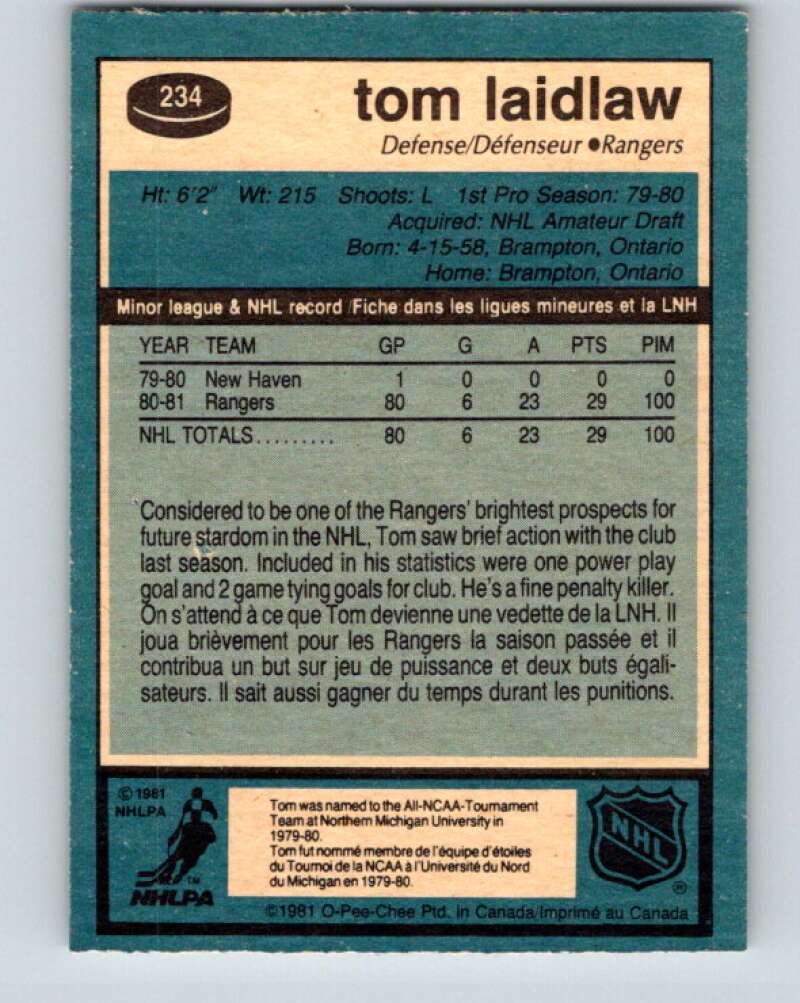 234
tom laidlaw
Defense/Défenseur ●Rangers
Ht: 6'2" Wt: 215 Shoots: L 1st Pro Season: 79-80
Acquired: NHL Amateur Draft
Born: 4-15-58, Brampton, Ontario
Home: Brampton, Ontario
Minor league & NHL record/Fiche dans les ligues mineures et la LNH
YEAR TEAM GP G A PTS PIM
79-80 New Haven 1 0 0 0 0
80-81 Rangers 80 6 23 29 100
NHL TOTALS......... 80 6 23 29 100
Considered to be one of the Rangers' brightest prospects for
future stardom in the NHL, Tom saw brief action with the club
last season. Included in his statistics were one power play
goal and 2 game tying goals for club. He's a fine penalty killer.
On s'attend à ce que Tom devienne une vedette de la LNH. Il
joua brièvement pour les Rangers la saison passée et il
contribua un but sur jeu de puissance et deux buts égali-
sateurs. Il sait aussi gagner du temps durant les punitions.
© 1981
NHLPA
TM
NHLPA
Tom was named to the All-NCAA-Tournament
Team at Northern Michigan University in
1979-80.
Tom fut nommé membre de l'équipe d'étoiles
du Tournoi de la NCAA à l'Université du Nord
du Michigan en 1979-80.
NHL
®
©1981 O-Pee-Chee Ptd. in Canada/Imprimé au Canada